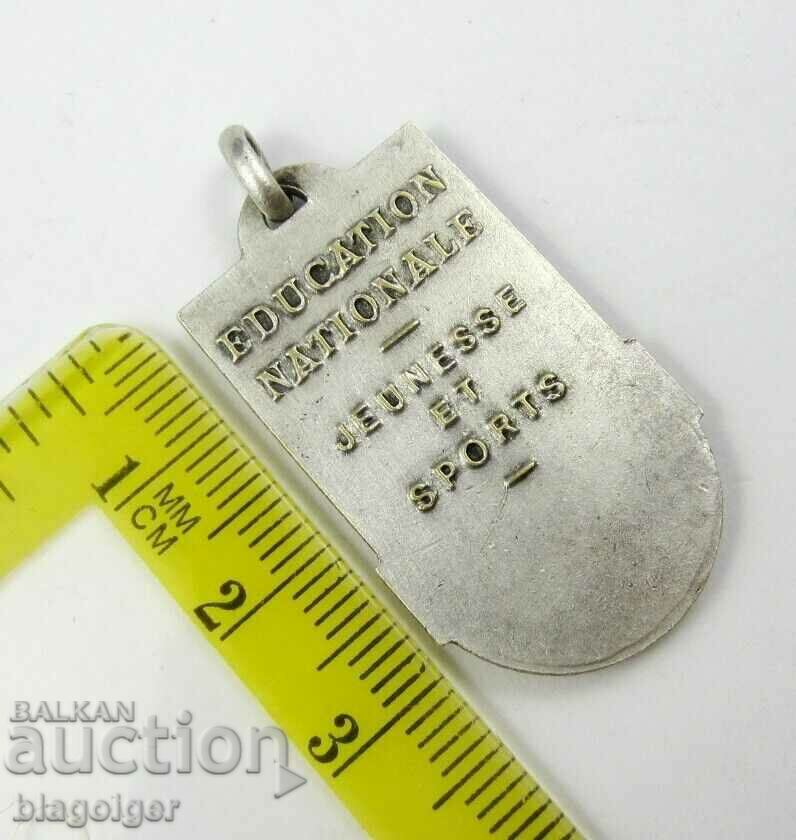 EDUCATION
NATIONALE
JEUNESSE
ET
SPORTS
1 MM
CM
2
3
BALKAN
auction
blagoiger